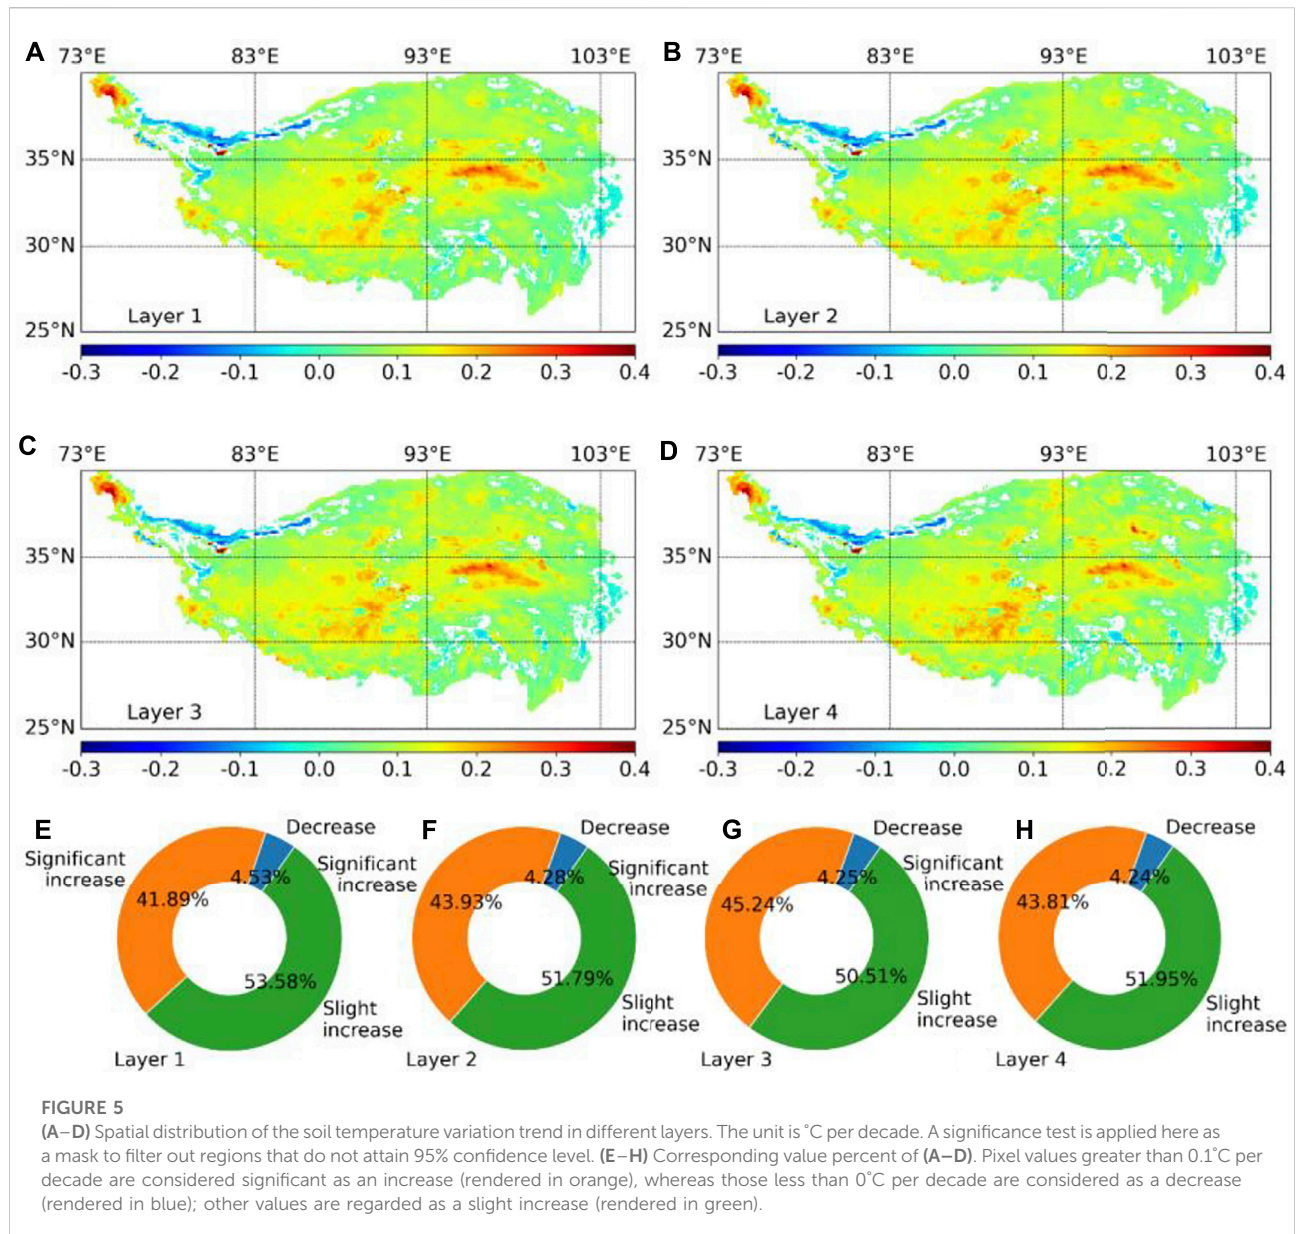 A
73°E 83°E 93°E 103°E
35°N
30°N
25°N
Layer 1
-0.3 -0.2 -0.1 0.0 0.1 0.2 0.3 0.4
B
73°E 83°E 93°E 103°E
35°N
30°N
25°N
Layer 2
-0.3 -0.2 -0.1 0.0 0.1 0.2 0.3 0.4
C
73°E 83°E 93°E 103°E
35°N
30°N
25°N
Layer 3
-0.3 -0.2 -0.1 0.0 0.1 0.2 0.3 0.4
D
73°E 83°E 93°E 103°E
35°N
30°N
25°N
Layer 4
-0.3 -0.2 -0.1 0.0 0.1 0.2 0.3 0.4
E
Decrease
Significant
increase
4.53%
41.89%
53.58%
Slight
increase
Layer 1
F
Decrease
Significant
increase
4.28%
43.93%
51.79%
Slight
increase
Layer 2
G
Decrease
Significant
increase
4.25%
45.24%
50.51%
Slight
increase
Layer 3
H
Decrease
Significant
increase
4.24%
43.81%
51.95%
Slight
increase
Layer 4
FIGURE 5
(A–D) Spatial distribution of the soil temperature variation trend in different layers. The unit is °C per decade. A significance test is applied here as
a mask to filter out regions that do not attain 95% confidence level. (E–H) Corresponding value percent of (A–D). Pixel values greater than 0.1°C per
decade are considered significant as an increase (rendered in orange), whereas those less than 0°C per decade are considered as a decrease
(rendered in blue); other values are regarded as a slight increase (rendered in green).